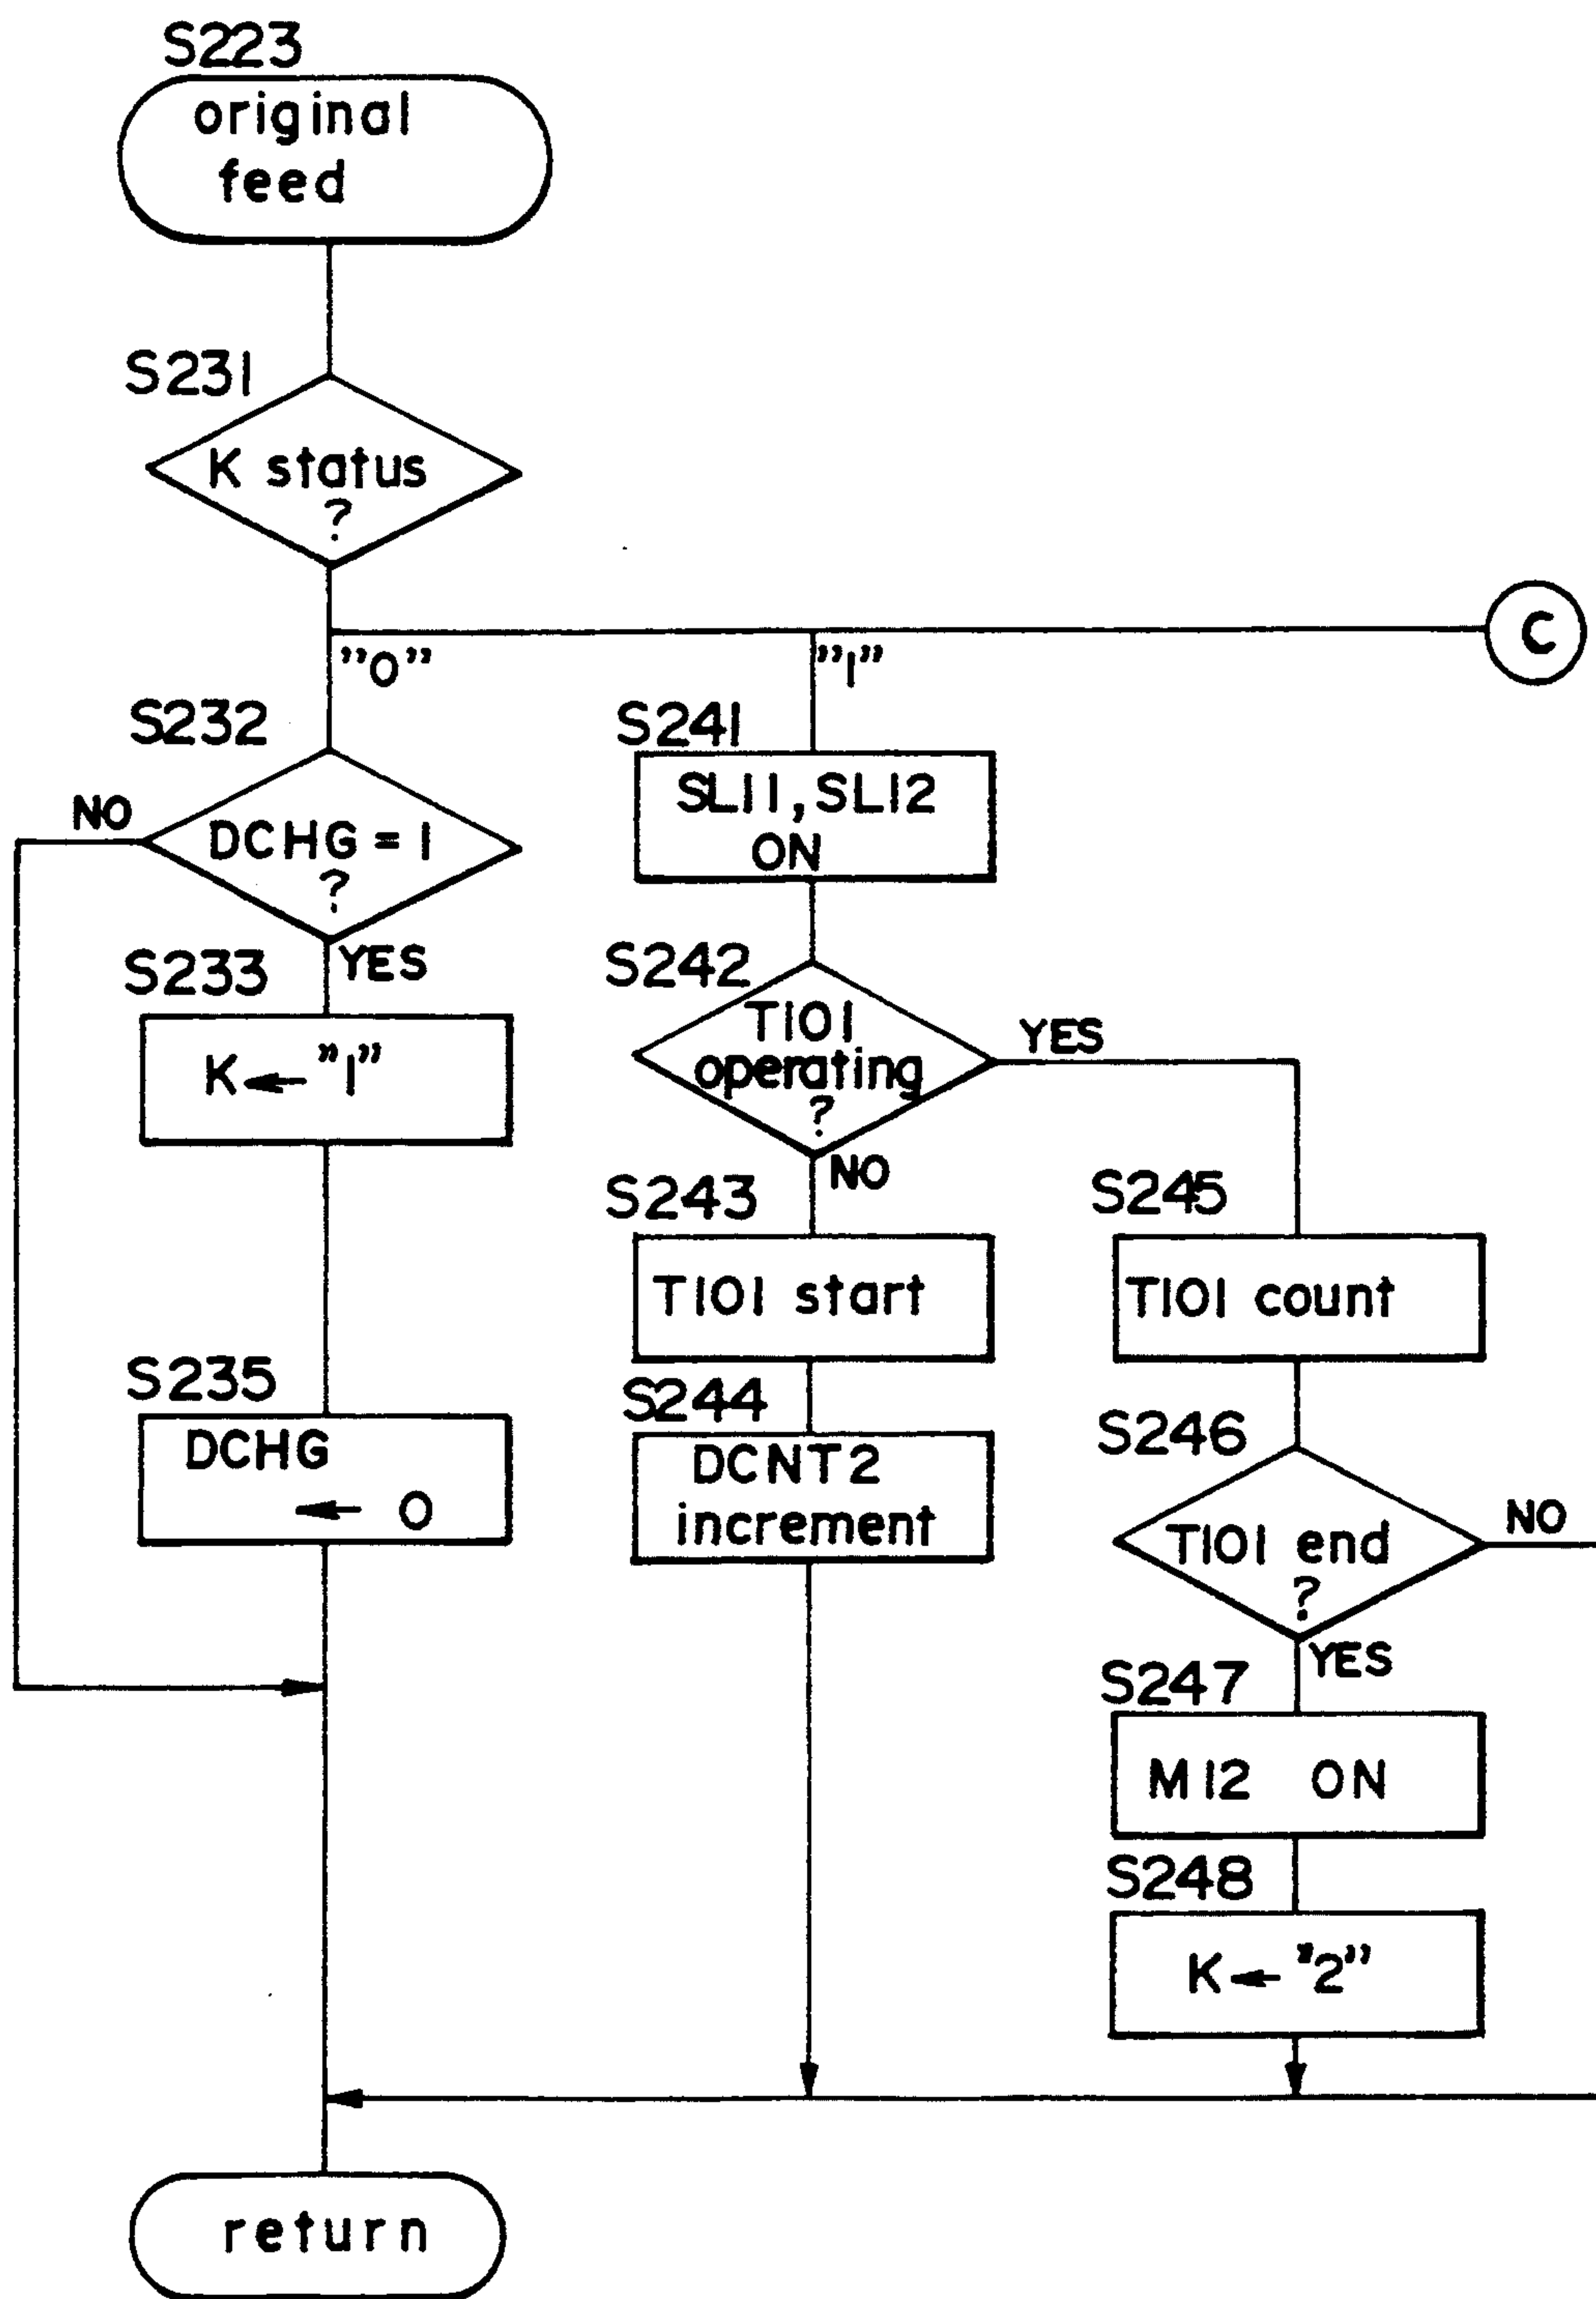 S223
original
feed
S231
K status
?
C
"0"
"1"
S232
NO
DCHG = 1
?
YES
S233
K ← "1"
S235
DCHG
← 0
S241
SL11, SL12
ON
S242
T101
operating
?
YES
NO
S243
T101 start
S244
DCNT2
increment
S245
T101 count
S246
T101 end
?
NO
YES
S247
M12 ON
S248
K ← "2"
return